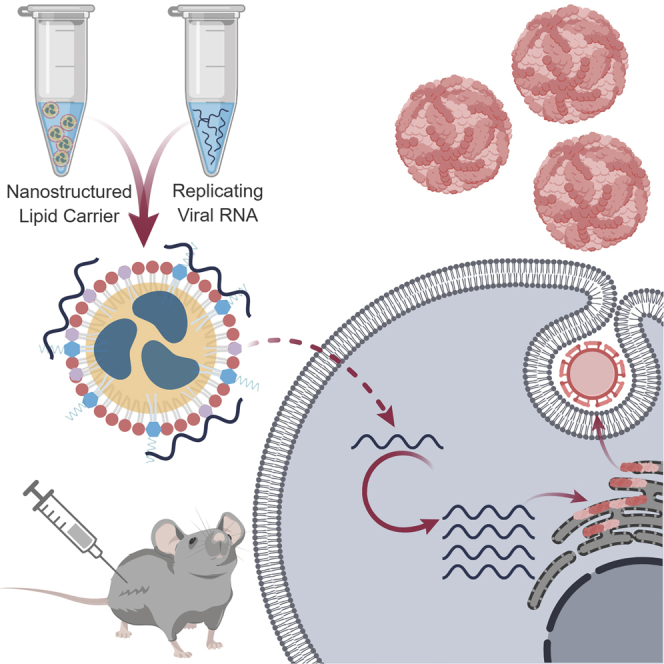 Nanostructured
Lipid Carrier
Replicating
Viral RNA